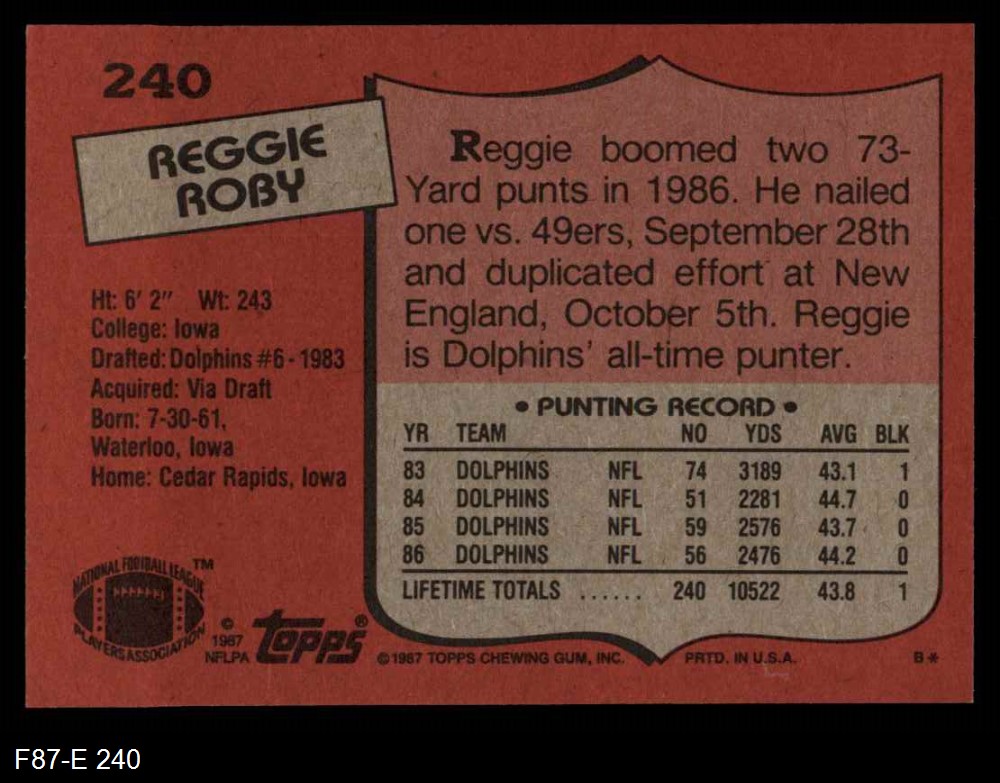 240
REGGIE
ROBY
Ht: 6' 2" Wt: 243
College: Iowa
Drafted: Dolphins #6 - 1983
Acquired: Via Draft
Born: 7-30-61,
Waterloo, Iowa
Home: Cedar Rapids, Iowa
Reggie boomed two 73-
Yard punts in 1986. He nailed
one vs. 49ers, September 28th
and duplicated effort at New
England, October 5th. Reggie
is Dolphins' all-time punter.
• PUNTING RECORD •
YR TEAM NO YDS AVG BLK
83 DOLPHINS NFL 74 3189 43.1 1
84 DOLPHINS NFL 51 2281 44.7 0
85 DOLPHINS NFL 59 2576 43.7 0
86 DOLPHINS NFL 56 2476 44.2 0
LIFETIME TOTALS ...... 240 10522 43.8 1
NATIONAL FOOTBALL LEAGUE ™
PLAYERS ASSOCIATION
©
1987
NFLPA
topps®
©1987 TOPPS CHEWING GUM, INC. PRTD. IN U.S.A. B*
F87-E 240